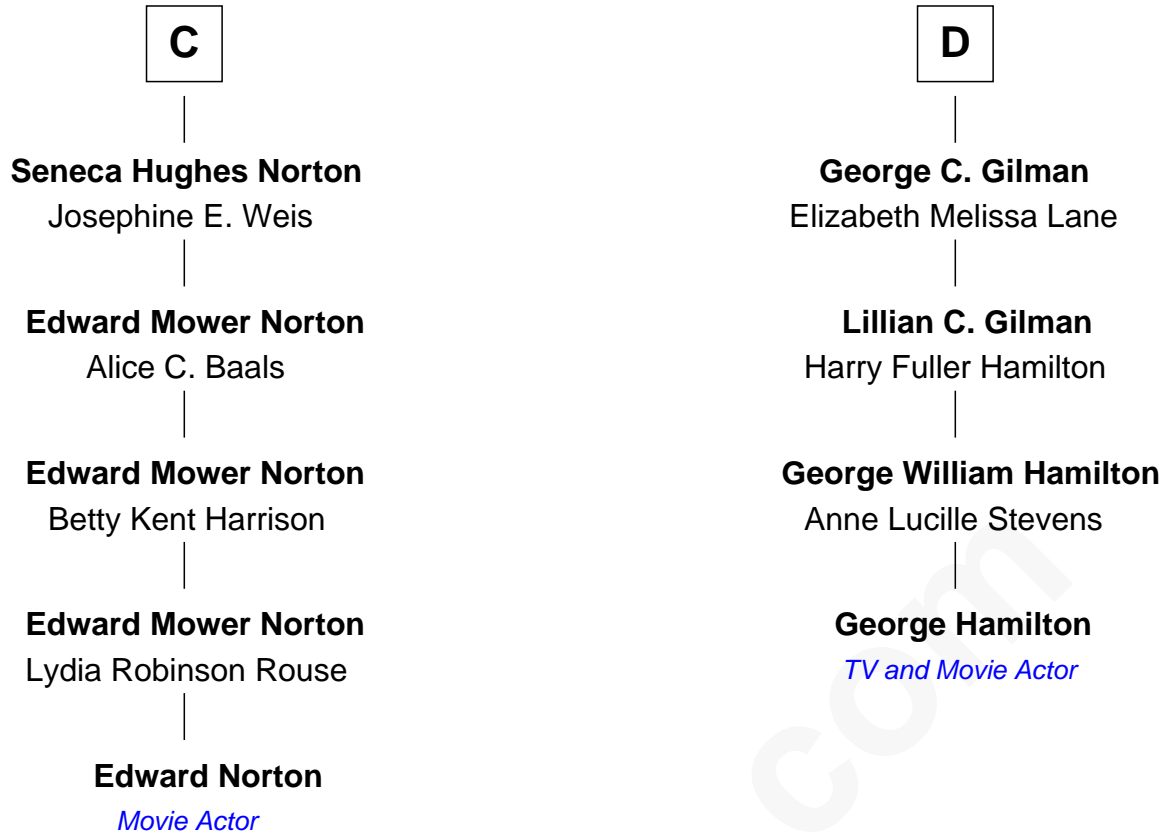 C
Seneca Hughes Norton
Josephine E. Weis
Edward Mower Norton
Alice C. Baals
Edward Mower Norton
Betty Kent Harrison
Edward Mower Norton
Lydia Robinson Rouse
Edward Norton
Movie Actor
D
George C. Gilman
Elizabeth Melissa Lane
Lillian C. Gilman
Harry Fuller Hamilton
George William Hamilton
Anne Lucille Stevens
George Hamilton
TV and Movie Actor
com